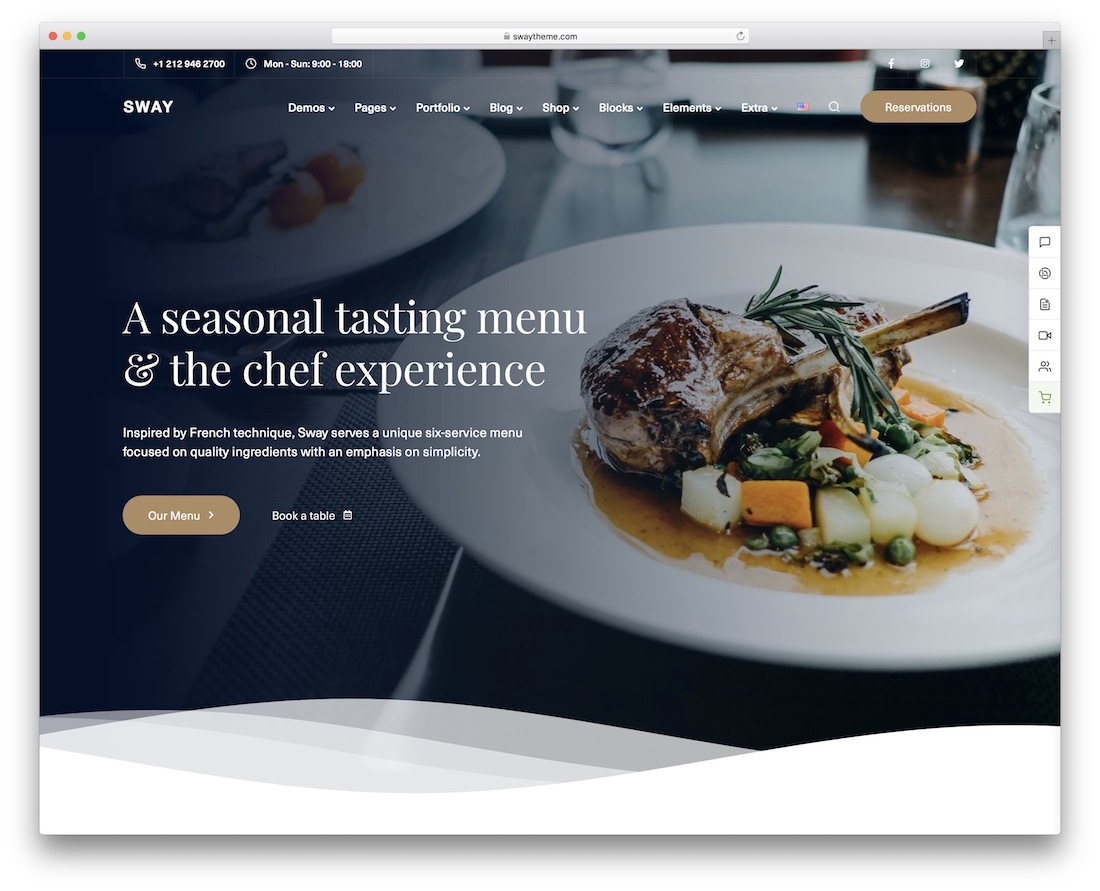 swaytheme.com
+1 212 946 2700 Mon - Sun: 9:00 - 18:00
SWAY Demos Pages Portfolio Blog Shop Blocks Elements Extra Reservations
A seasonal tasting menu
& the chef experience
Inspired by French technique, Sway serves a unique six-service menu
focused on quality ingredients with an emphasis on simplicity.
Our Menu Book a table